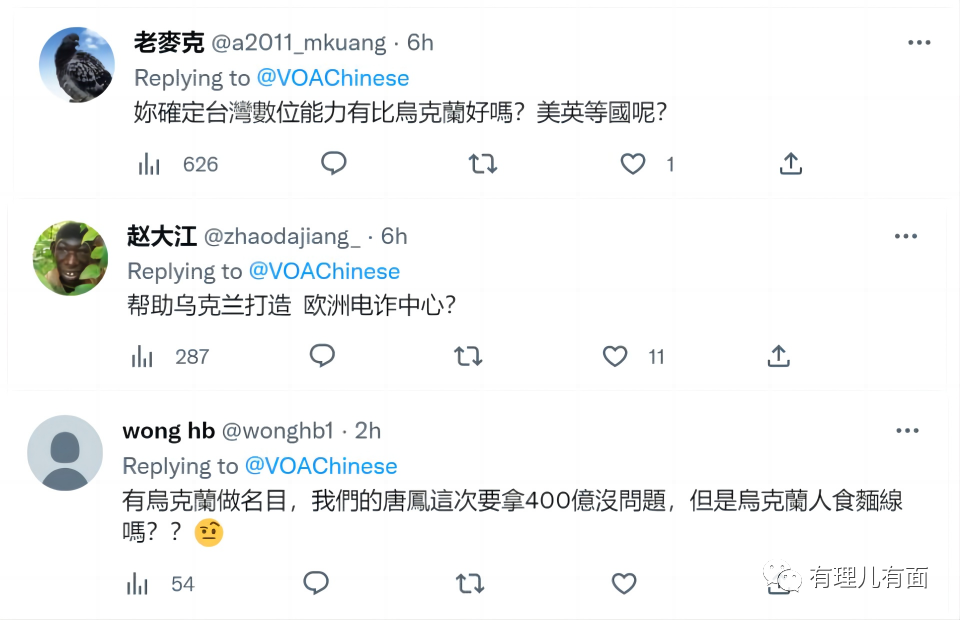 老麥克 @a2011_mkuang · 6h
Replying to @VOAChinese
妳確定台灣數位能力有比烏克蘭好嗎？美英等國呢？
626 1
赵大江 @zhaodajiang_ · 6h
Replying to @VOAChinese
帮助乌克兰打造 欧洲电诈中心？
287 11
wong hb @wonghb1 · 2h
Replying to @VOAChinese
有烏克蘭做名目，我們的唐鳳這次要拿400億沒問題，但是烏克蘭人食麵線
嗎？？🤨
54
有理儿有面